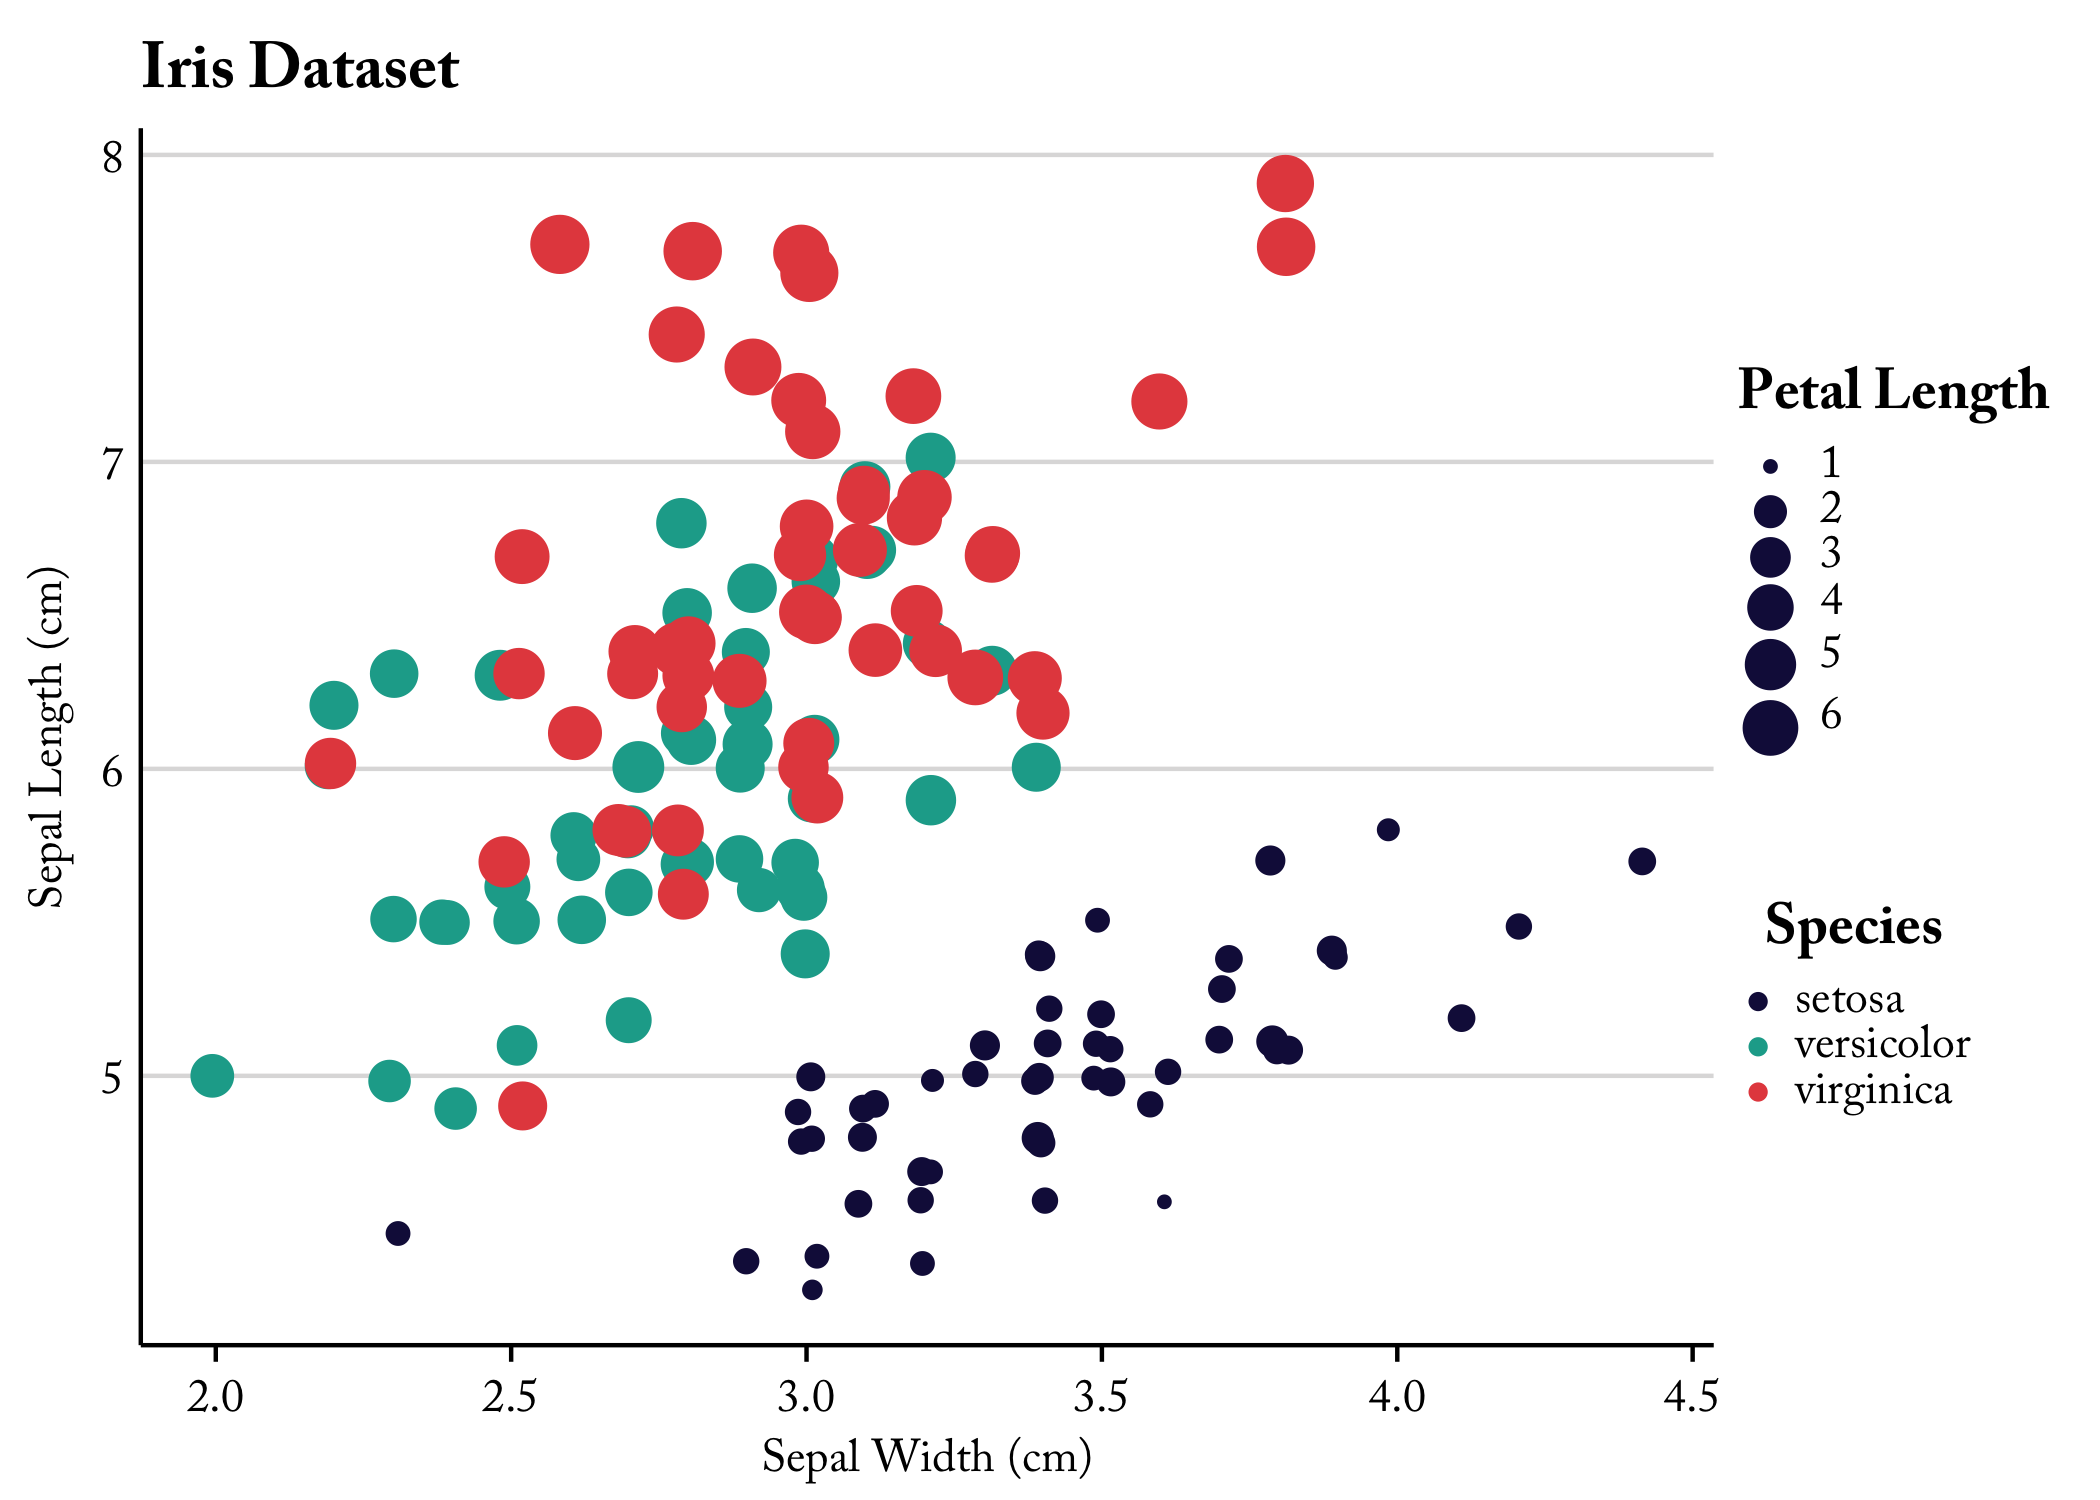 Iris Dataset
Sepal Length (cm)
8
7
6
5
2.0 2.5 3.0 3.5 4.0 4.5
Sepal Width (cm)
Petal Length
1
2
3
4
5
6
Species
setosa
versicolor
virginica